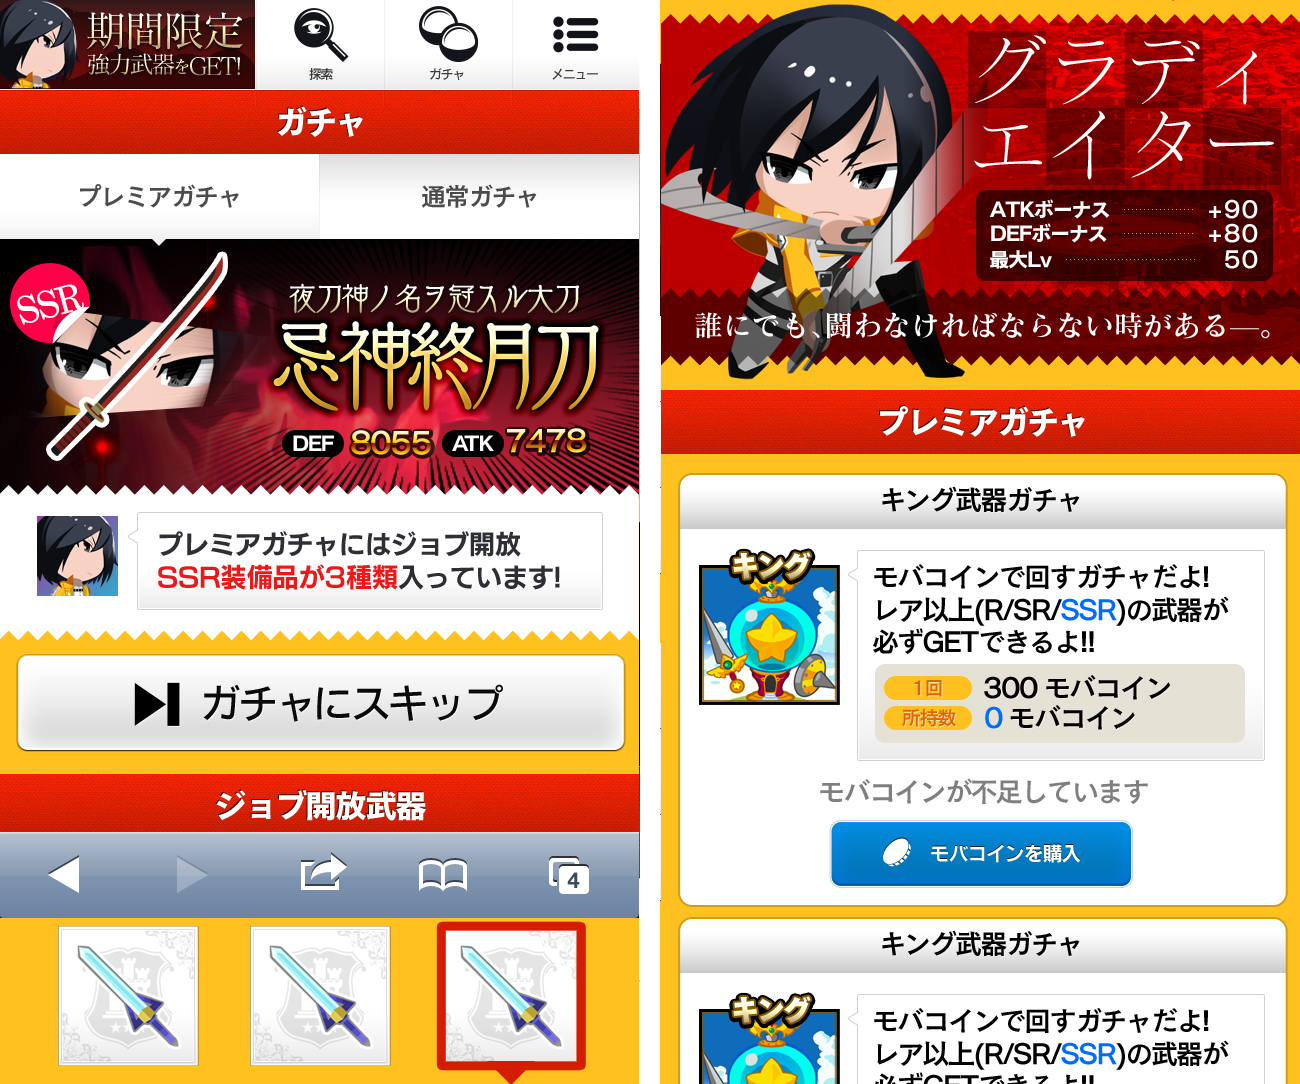 期間限定
強力武器をGET!
探索
ガチャ
メニュー
ガチャ
プレミアガチャ
通常ガチャ
SSR
夜刀神ノ名ヲ冠スル大刀
忌神終月刀
DEF 8055 ATK 7478
プレミアガチャにはジョブ開放
SSR装備品が3種類入っています!
ガチャにスキップ
ジョブ開放武器
4
グラディ
エイター
ATKボーナス +90
DEFボーナス +80
最大Lv 50
誰にでも、闘わなければならない時がある―。
プレミアガチャ
キング武器ガチャ
キング
モバコインで回すガチャだよ!
レア以上(R/SR/SSR)の武器が
必ずGETできるよ!!
1回 300 モバコイン
所持数 0 モバコイン
モバコインが不足しています
モバコインを購入
キング武器ガチャ
キング
モバコインで回すガチャだよ!
レア以上(R/SR/SSR)の武器が
必ずGETできるよ!!